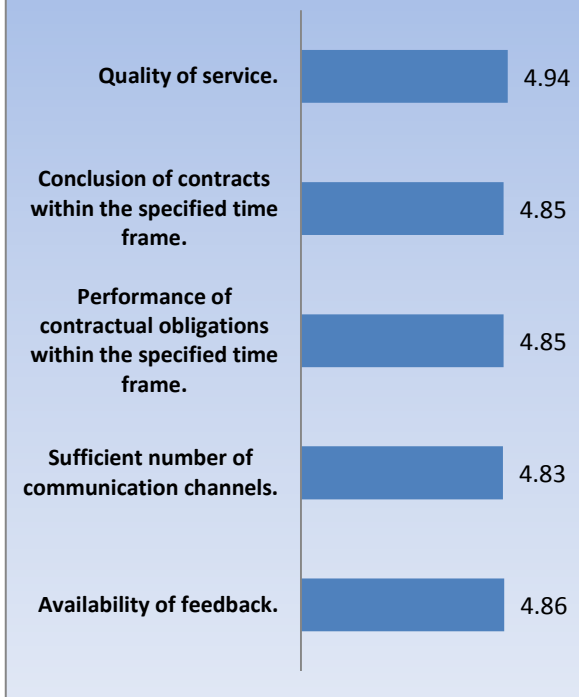 Quality of service.
4.94
Conclusion of contracts
within the specified time
frame.
4.85
Performance of
contractual obligations
within the specified time
frame.
4.85
Sufficient number of
communication channels.
4.83
Availability of feedback.
4.86